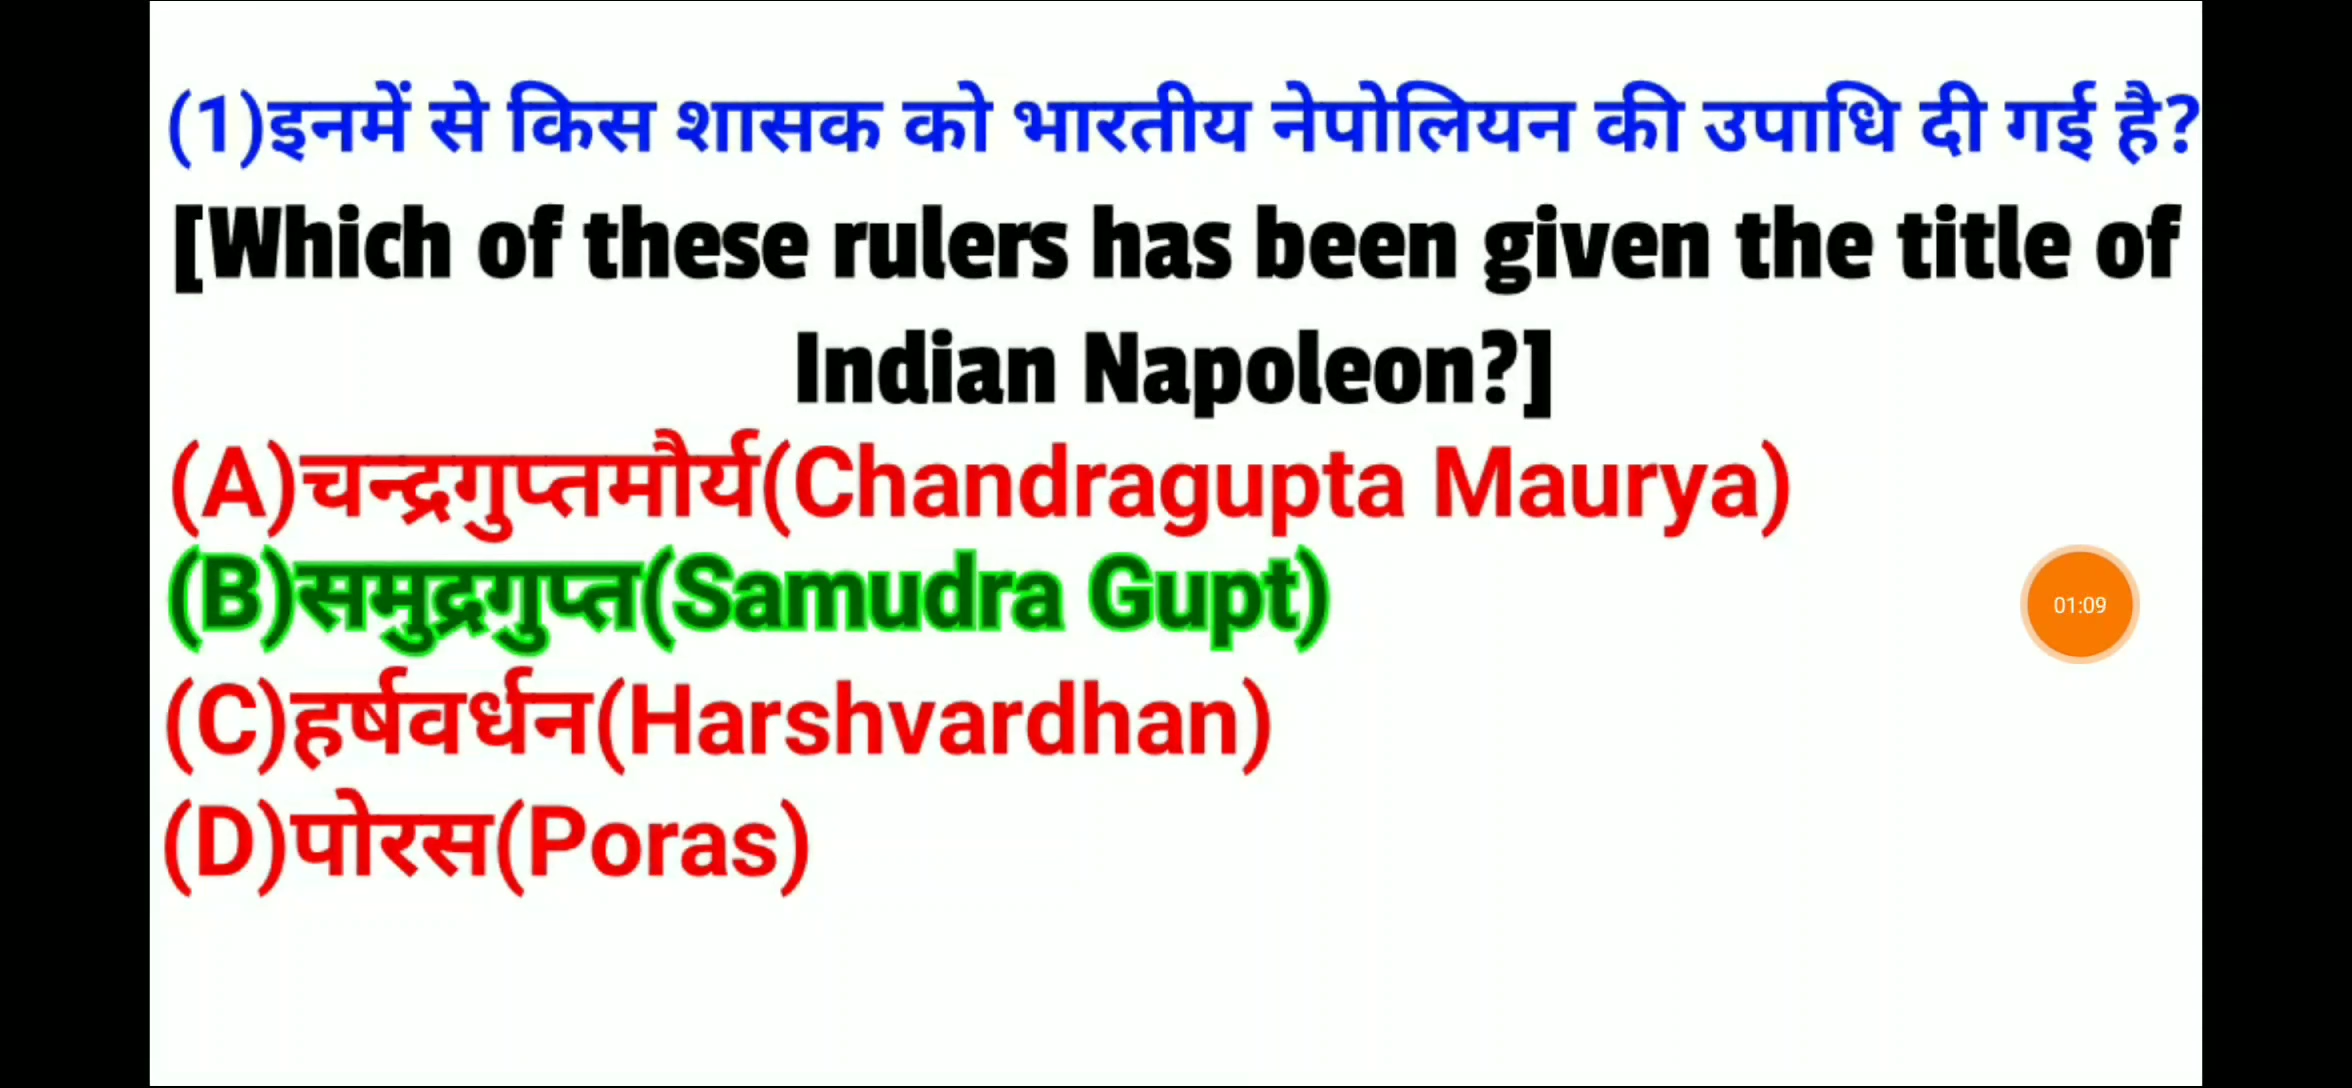 (1)इनमें से किस शासक को भारतीय नेपोलियन की उपाधि दी गई है?
[Which of these rulers has been given the title of
Indian Napoleon?]
(A)चन्द्रगुप्तमौर्य(Chandragupta Maurya)
(B)समुद्रगुप्त(Samudra Gupt)
01:09
(C)हर्षवर्धन(Harshvardhan)
(D)पोरस(Poras)